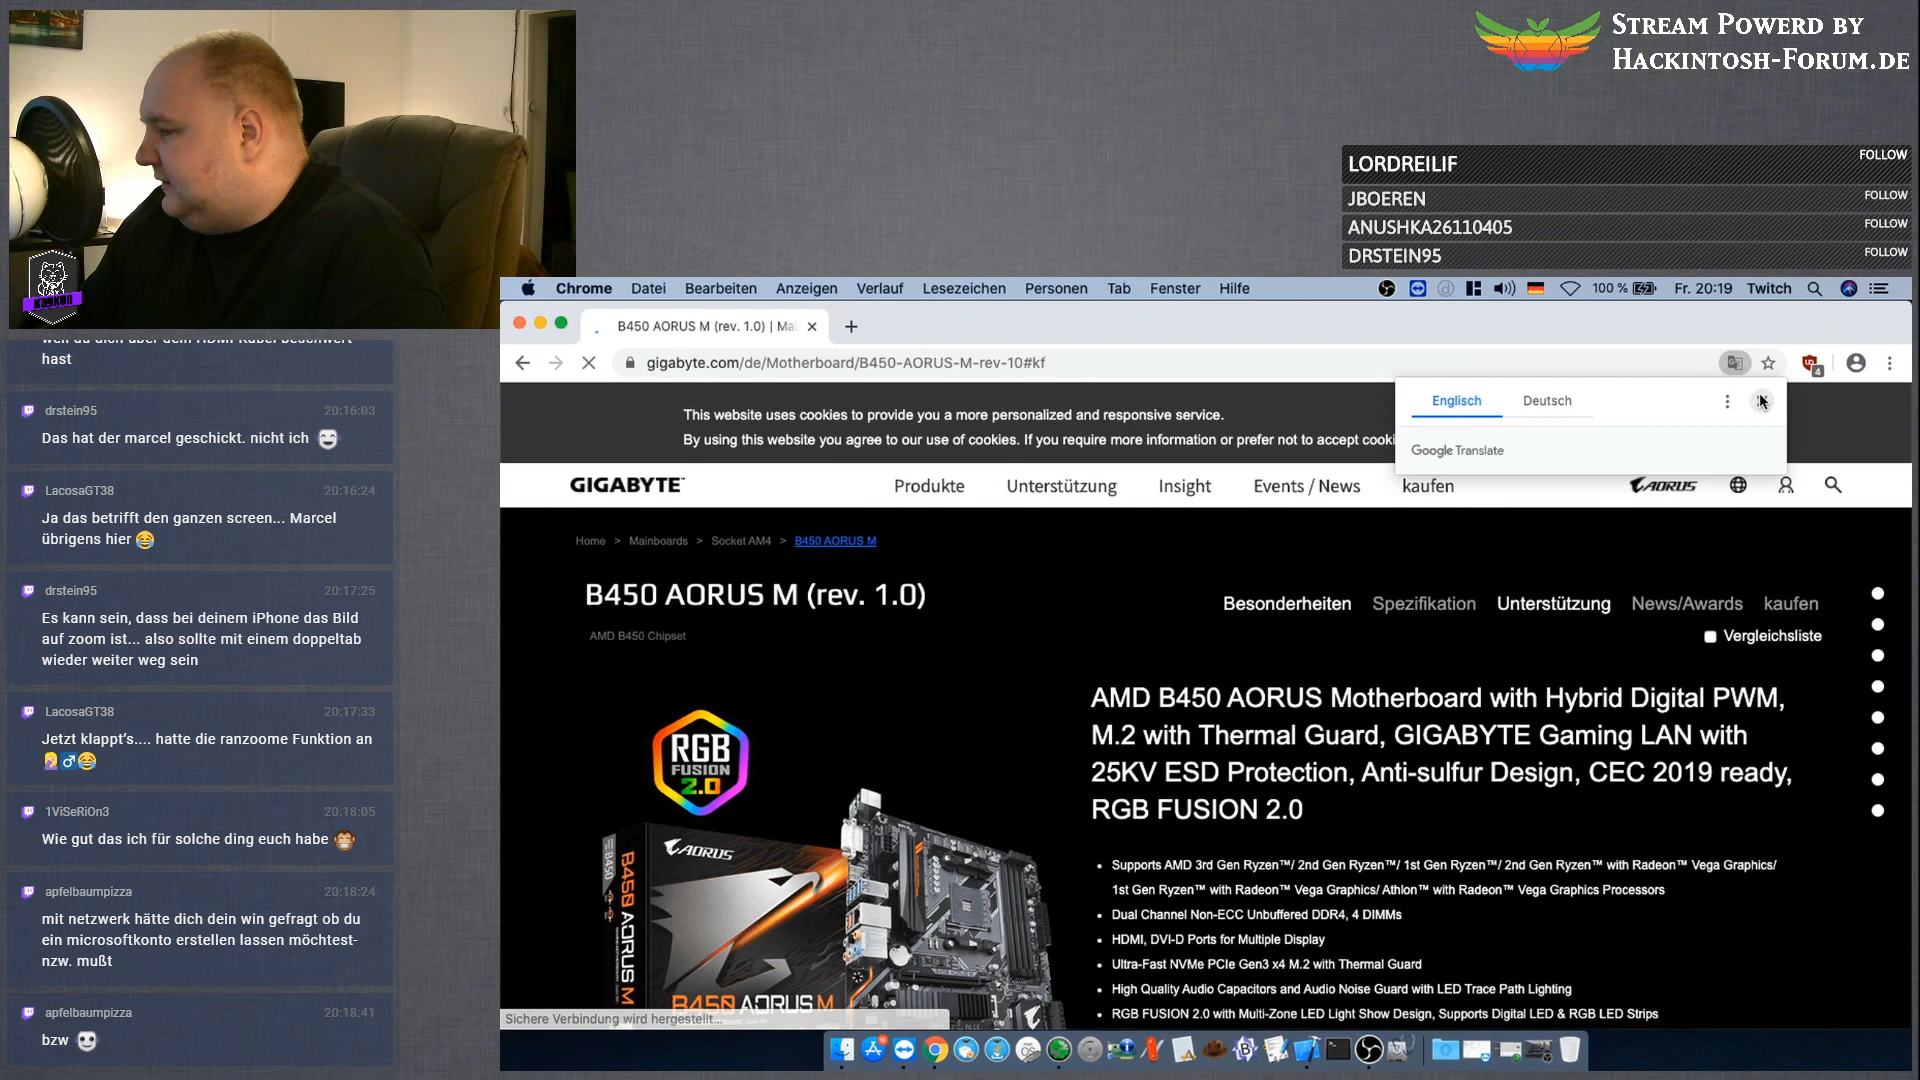 Stream Powerd by
Hackintosh-Forum.de
LORDREILIF FOLLOW
JBOEREN FOLLOW
ANUSHKA26110405 FOLLOW
DRSTEIN95 FOLLOW
hast
drstein95 20:16:03
Das hat der marcel geschickt. nicht ich
LacosaGT38 20:16:24
Ja das betrifft den ganzen screen... Marcel
übrigens hier
drstein95 20:17:25
Es kann sein, dass bei deinem iPhone das Bild
auf zoom ist... also sollte mit einem doppeltab
wieder weiter weg sein
LacosaGT38 20:17:33
Jetzt klappt's.... hatte die ranzoome Funktion an
1ViSeRiOn3 20:18:05
Wie gut das ich für solche ding euch habe
apfelbaumpizza 20:18:24
mit netzwerk hätte dich dein win gefragt ob du
ein microsoftkonto erstellen lassen möchtest-
nzw. mußt
apfelbaumpizza 20:18:41
bzw
Chrome Datei Bearbeiten Anzeigen Verlauf Lesezeichen Personen Tab Fenster Hilfe 100 % Fr. 20:19 Twitch
B450 AORUS M (rev. 1.0) | Ma
gigabyte.com/de/Motherboard/B450-AORUS-M-rev-10#kf
4
Englisch Deutsch
Google Translate
This website uses cookies to provide you a more personalized and responsive service.
By using this website you agree to our use of cookies. If you require more information or prefer not to accept cooki
GIGABYTE™ Produkte Unterstützung Insight Events / News kaufen AORUS
Home > Mainboards > Socket AM4 > B450 AORUS M
B450 AORUS M (rev. 1.0)
AMD B450 Chipset
Besonderheiten Spezifikation Unterstützung News/Awards kaufen
Vergleichsliste
AMD B450 AORUS Motherboard with Hybrid Digital PWM,
M.2 with Thermal Guard, GIGABYTE Gaming LAN with
25KV ESD Protection, Anti-sulfur Design, CEC 2019 ready,
RGB FUSION 2.0
• Supports AMD 3rd Gen Ryzen™/ 2nd Gen Ryzen™/ 1st Gen Ryzen™/ 2nd Gen Ryzen™ with Radeon™ Vega Graphics/
1st Gen Ryzen™ with Radeon™ Vega Graphics/ Athlon™ with Radeon™ Vega Graphics Processors
• Dual Channel Non-ECC Unbuffered DDR4, 4 DIMMs
• HDMI, DVI-D Ports for Multiple Display
• Ultra-Fast NVMe PCIe Gen3 x4 M.2 with Thermal Guard
• High Quality Audio Capacitors and Audio Noise Guard with LED Trace Path Lighting
• RGB FUSION 2.0 with Multi-Zone LED Light Show Design, Supports Digital LED & RGB LED Strips
RGB
FUSION
2.0
AORUS
B450 AORUS M
B450 AORUS M
Sichere Verbindung wird hergestellt...